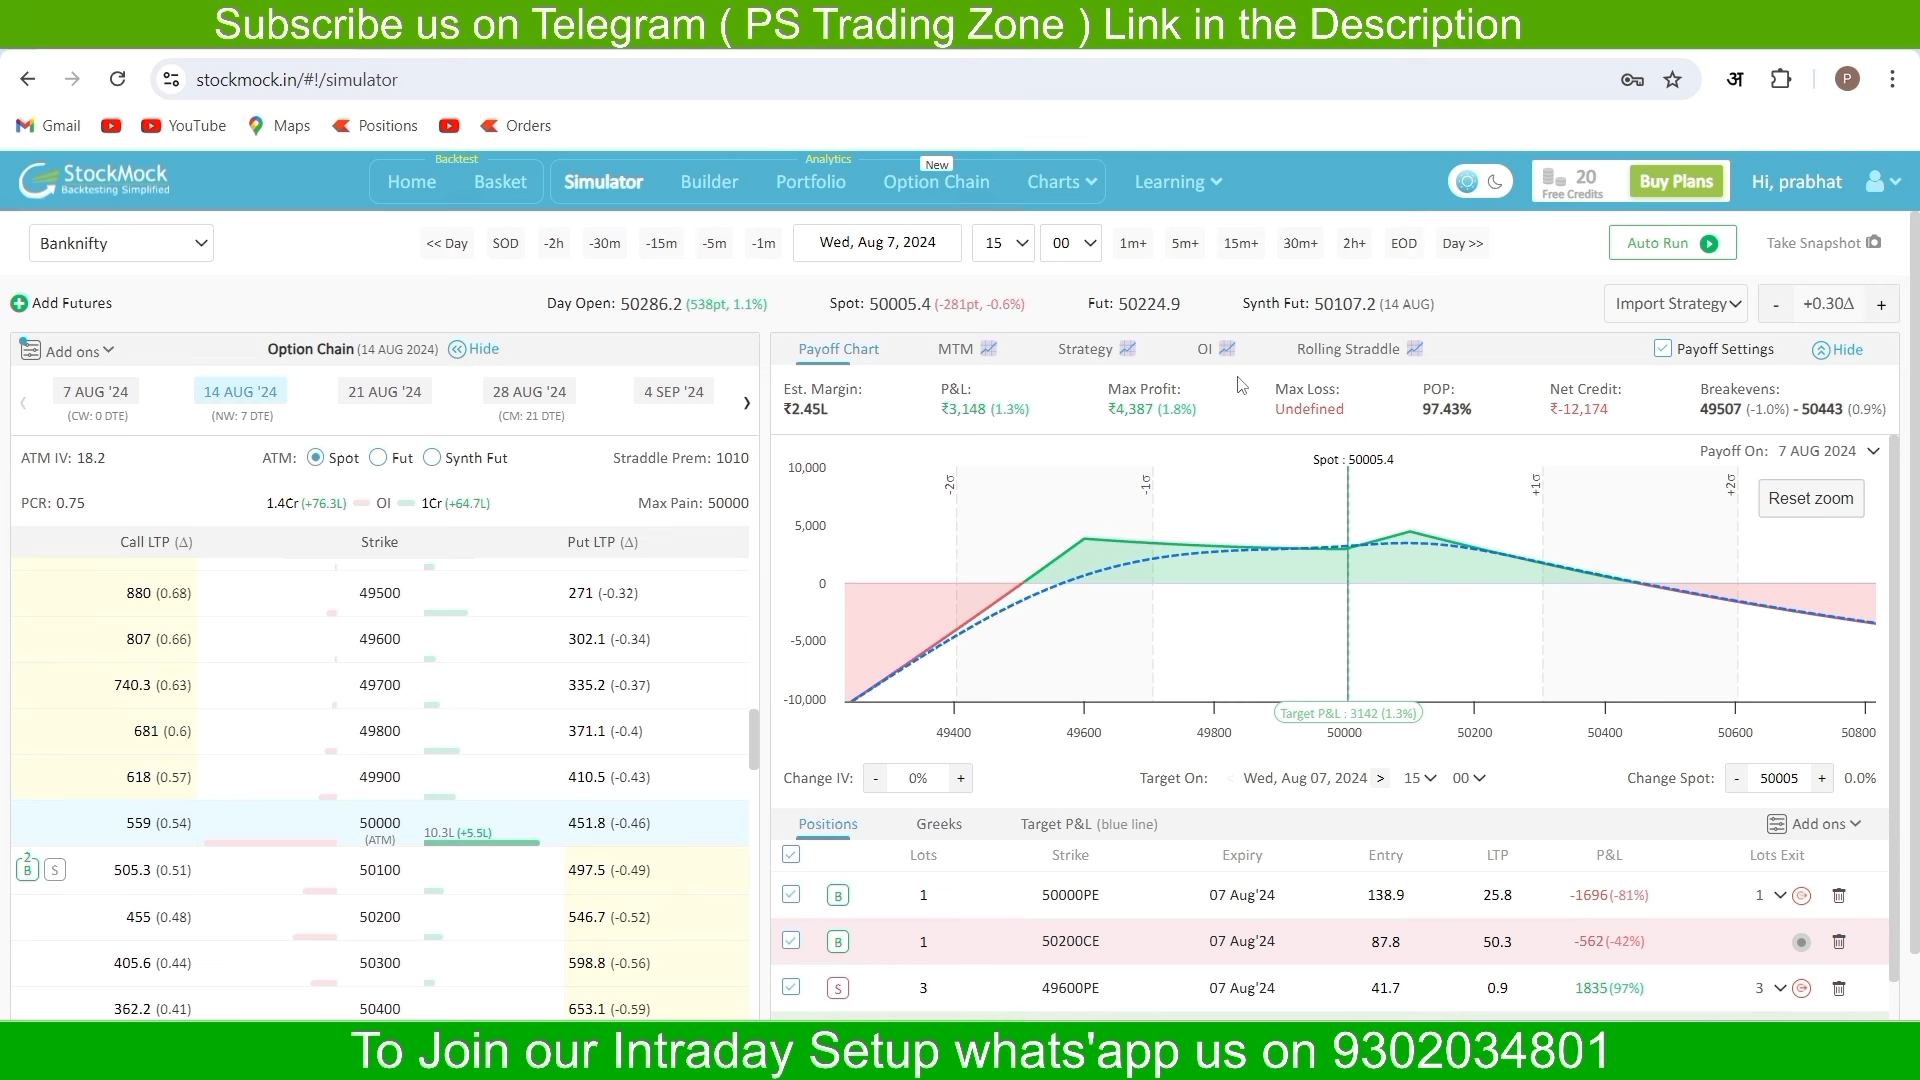 Subscribe us on Telegram ( PS Trading Zone ) Link in the Description
stockmock.in/#!/simulator
अ
P
Gmail YouTube Maps Positions Orders
StockMock
Backtesting Simplified
Backtest
Home Basket
Simulator Builder
Analytics
Portfolio
New
Option Chain
Charts Learning
20
Free Credits
Buy Plans
Hi, prabhat
Banknifty
<< Day SOD -2h -30m -15m -5m -1m Wed, Aug 7, 2024 15 00 1m+ 5m+ 15m+ 30m+ 2h+ EOD Day >>
Auto Run
Take Snapshot
Add Futures
Day Open: 50286.2 (538pt, 1.1%) Spot: 50005.4 (-281pt, -0.6%) Fut: 50224.9 Synth Fut: 50107.2 (14 AUG)
Import Strategy - +0.30Δ +
Add ons Option Chain (14 AUG 2024) Hide
7 AUG '24 14 AUG '24 21 AUG '24 28 AUG '24 4 SEP '24
(CW: 0 DTE) (NW: 7 DTE) (CM: 21 DTE)
ATM IV: 18.2 ATM: Spot Fut Synth Fut Straddle Prem: 1010
PCR: 0.75 1.4Cr (+76.3L) OI 1Cr (+64.7L) Max Pain: 50000
Call LTP (Δ) Strike Put LTP (Δ)
880 (0.68) 49500 271 (-0.32)
807 (0.66) 49600 302.1 (-0.34)
740.3 (0.63) 49700 335.2 (-0.37)
681 (0.6) 49800 371.1 (-0.4)
618 (0.57) 49900 410.5 (-0.43)
559 (0.54) 50000 10.3L (+5.5L) 451.8 (-0.46)
(ATM)
2
B S 505.3 (0.51) 50100 497.5 (-0.49)
455 (0.48) 50200 546.7 (-0.52)
405.6 (0.44) 50300 598.8 (-0.56)
362.2 (0.41) 50400 653.1 (-0.59)
Payoff Chart MTM Strategy OI Rolling Straddle Payoff Settings Hide
Est. Margin: P&L: Max Profit: Max Loss: POP: Net Credit: Breakevens:
₹2.45L ₹3,148 (1.3%) ₹4,387 (1.8%) Undefined 97.43% ₹-12,174 49507 (-1.0%) - 50443 (0.9%)
Payoff On: 7 AUG 2024
Reset zoom
Spot : 50005.4
-2σ -1σ +1σ +2σ
10,000
5,000
0
-5,000
-10,000
Target P&L : 3142 (1.3%)
49400 49600 49800 50000 50200 50400 50600 50800
Change IV: - 0% + Target On: < Wed, Aug 07, 2024 > 15 00 Change Spot: - 50005 + 0.0%
Positions Greeks Target P&L (blue line) Add ons
Lots Strike Expiry Entry LTP P&L Lots Exit
B 1 50000PE 07 Aug'24 138.9 25.8 -1696(-81%) 1
B 1 50200CE 07 Aug'24 87.8 50.3 -562(-42%)
S 3 49600PE 07 Aug'24 41.7 0.9 1835(97%) 3
To Join our Intraday Setup whats'app us on 9302034801